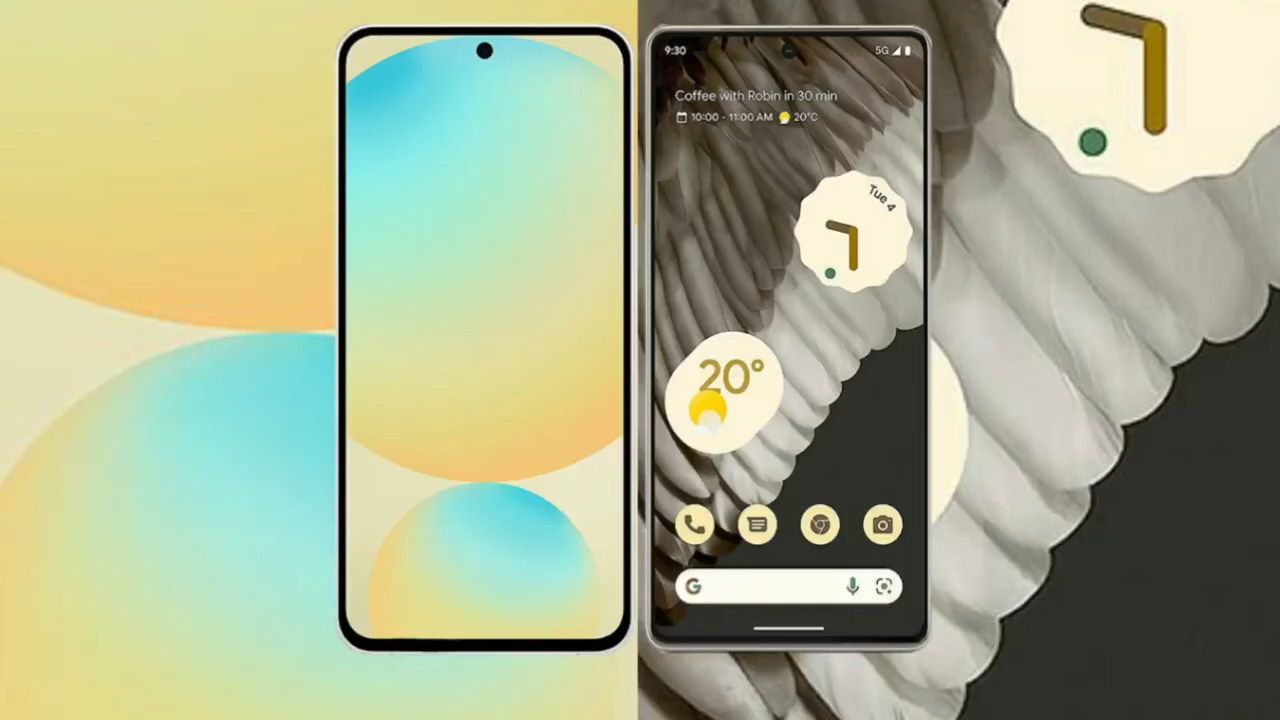 9:30
5G
Coffee with Robin in 30 min
10:00 - 11:00 AM 20°C
Tue 4
20°
G